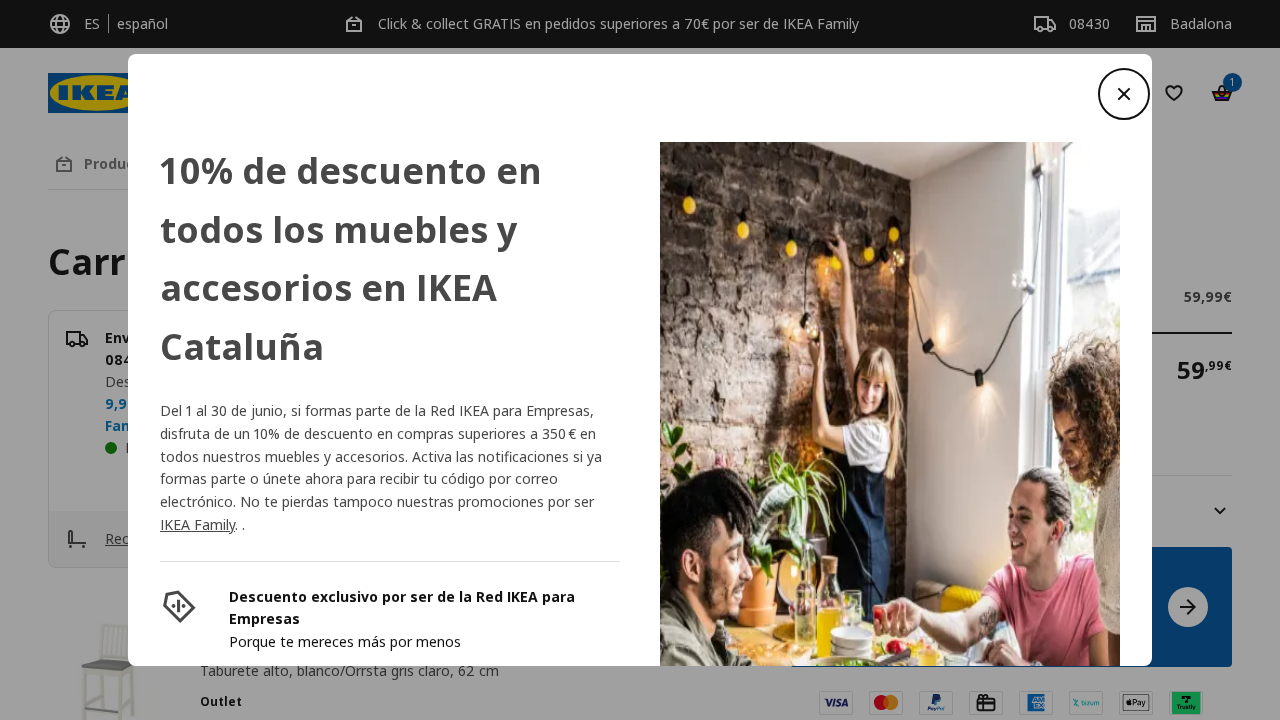 ES español
Click & collect GRATIS en pedidos superiores a 70€ por ser de IKEA Family
08430
Badalona
IKEA
1
Produc
Carr
59,99€
59,99€
Enví
084
Des
9,9
Fam
Rec
10% de descuento en
todos los muebles y
accesorios en IKEA
Cataluña
Del 1 al 30 de junio, si formas parte de la Red IKEA para Empresas,
disfruta de un 10% de descuento en compras superiores a 350 € en
todos nuestros muebles y accesorios. Activa las notificaciones si ya
formas parte o únete ahora para recibir tu código por correo
electrónico. No te pierdas tampoco nuestras promociones por ser
IKEA Family. .
Descuento exclusivo por ser de la Red IKEA para
Empresas
Porque te mereces más por menos
Taburete alto, blanco/Orrsta gris claro, 62 cm
Outlet
VISA
PayPal
AMEX
bizum
Pay
Trustly